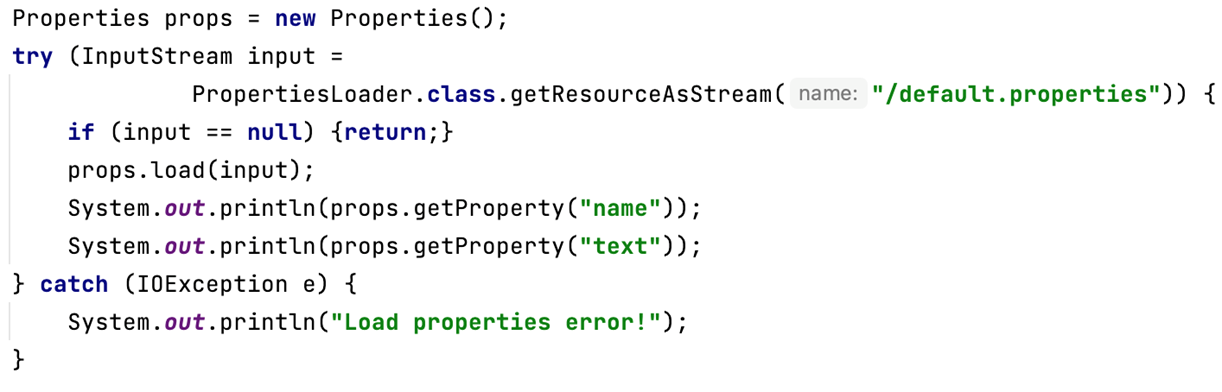 Properties props = new Properties();
try (InputStream input =
             PropertiesLoader.class.getResourceAsStream( name: "/default.properties")) {
    if (input == null) {return;}
    props.load(input);
    System.out.println(props.getProperty("name"));
    System.out.println(props.getProperty("text"));
} catch (IOException e) {
    System.out.println("Load properties error!");
}